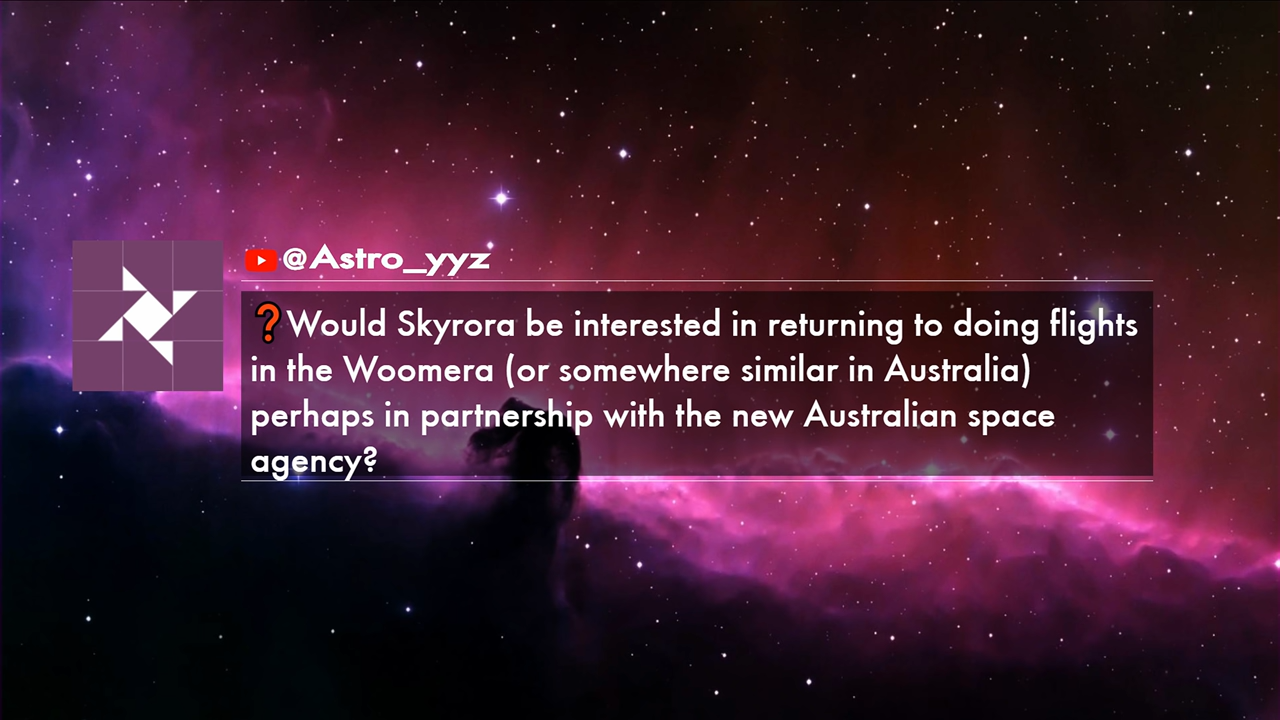 @Astro_yyz
❓Would Skyrora be interested in returning to doing flights
in the Woomera (or somewhere similar in Australia)
perhaps in partnership with the new Australian space
agency?